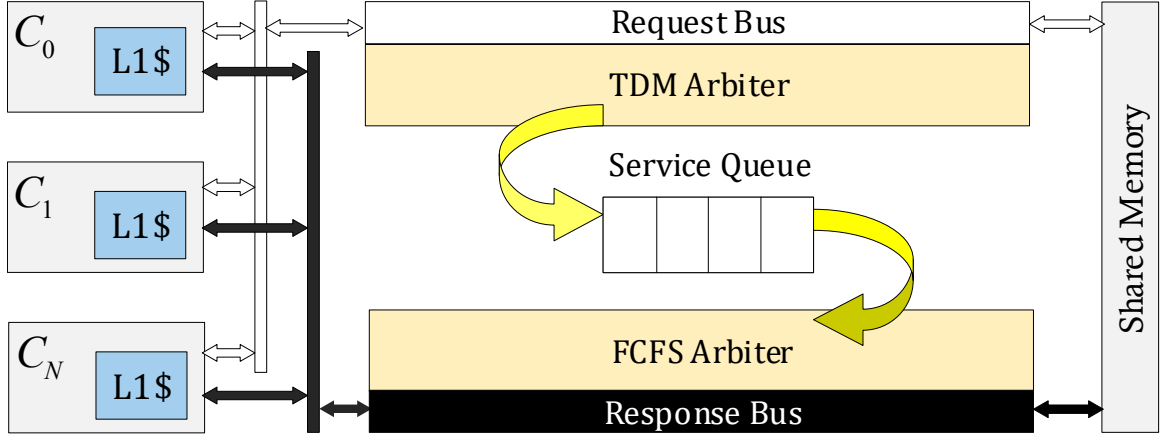 C0
L1$
Request Bus
TDM Arbiter
Service Queue
C1
L1$
Shared Memory
CN
L1$
FCFS Arbiter
Response Bus